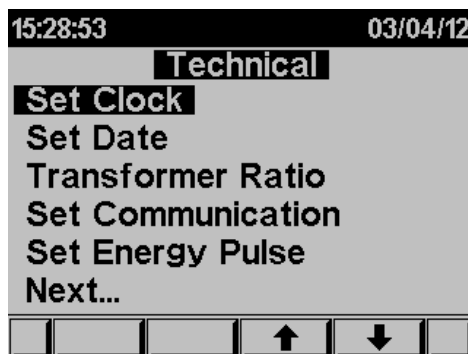 15:28:53 03/04/12
Technical
Set Clock
Set Date
Transformer Ratio
Set Communication
Set Energy Pulse
Next...